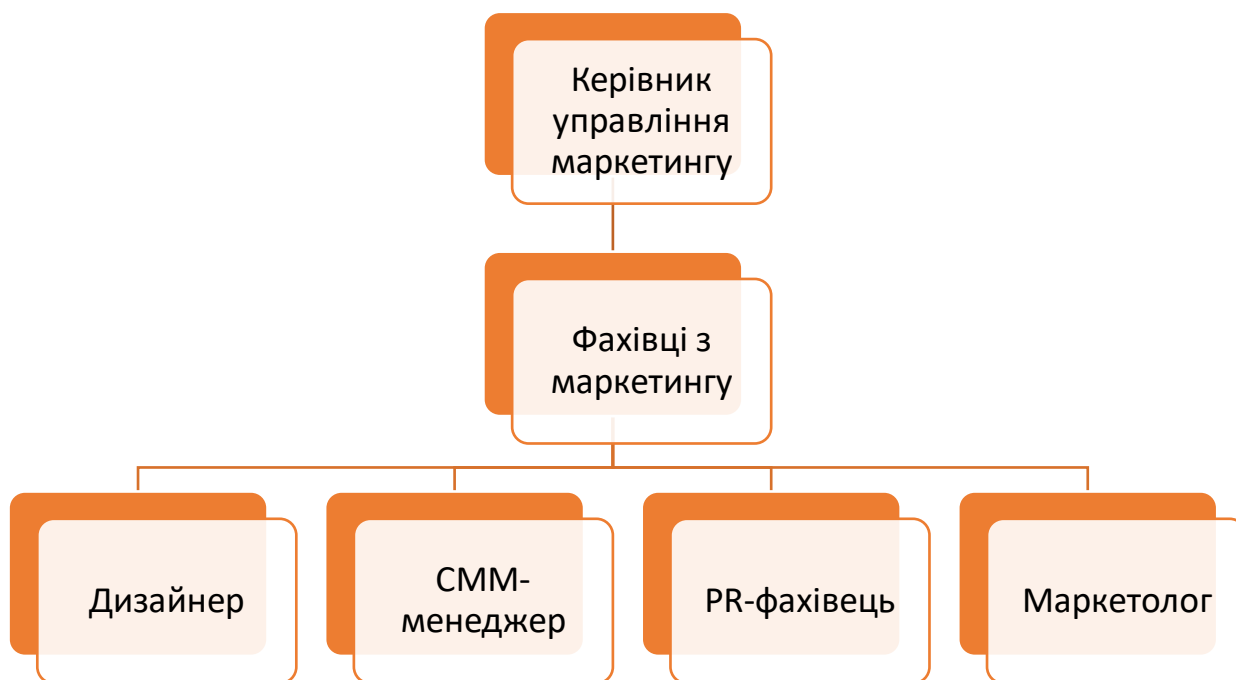 Керівник
управління
маркетингу
Фахівці з
маркетингу
Дизайнер
СММ-
менеджер
PR-фахівець
Маркетолог